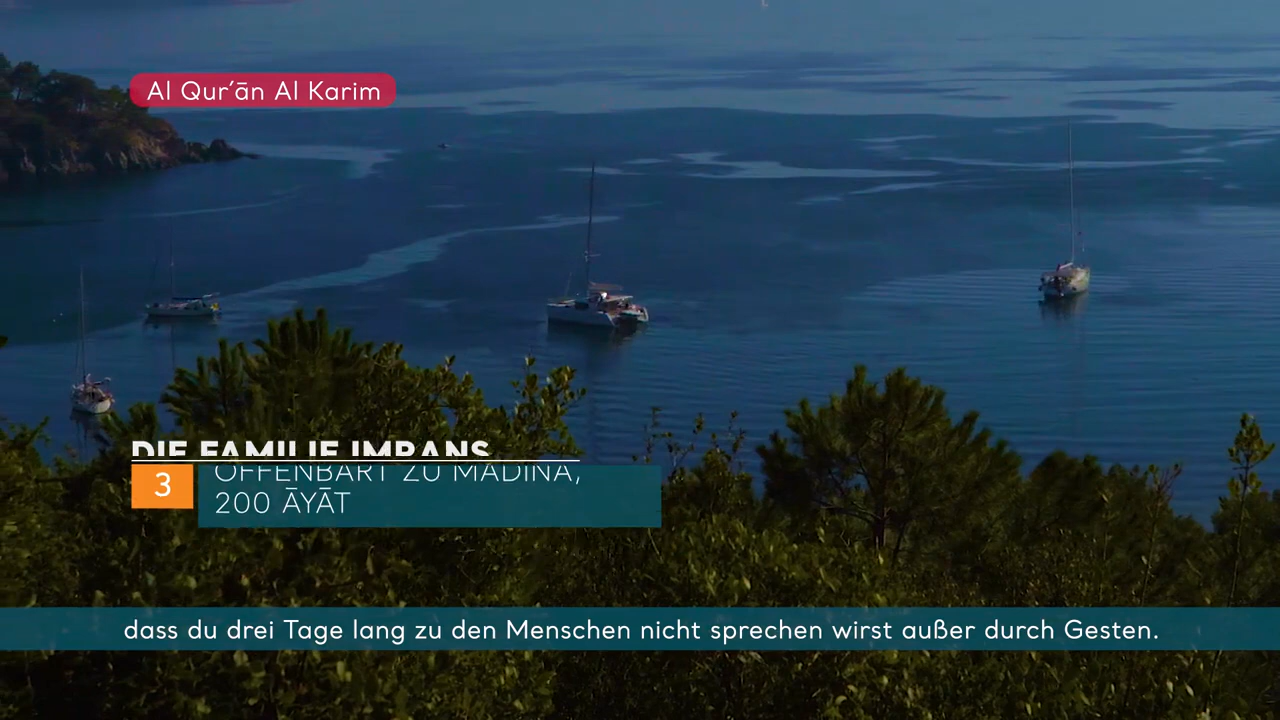 Al Qur’ān Al Karim
DIE FAMILIE IMRANS
3
OFFENBART ZU MADINA,
200 ĀYĀT
dass du drei Tage lang zu den Menschen nicht sprechen wirst außer durch Gesten.